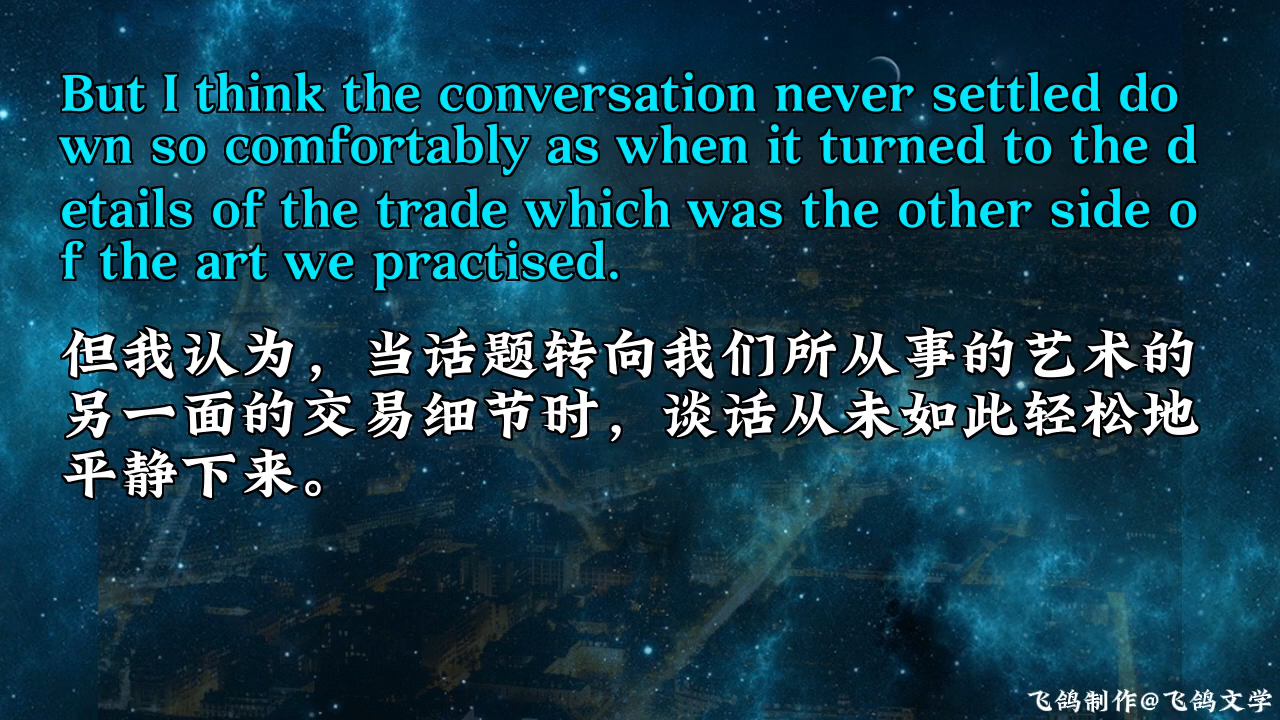 But I think the conversation never settled do
wn so comfortably as when it turned to the d
etails of the trade which was the other side o
f the art we practised.
但我认为，当话题转向我们所从事的艺术的
另一面的交易细节时，谈话从未如此轻松地
平静下来。
飞鸽制作@飞鸽文学